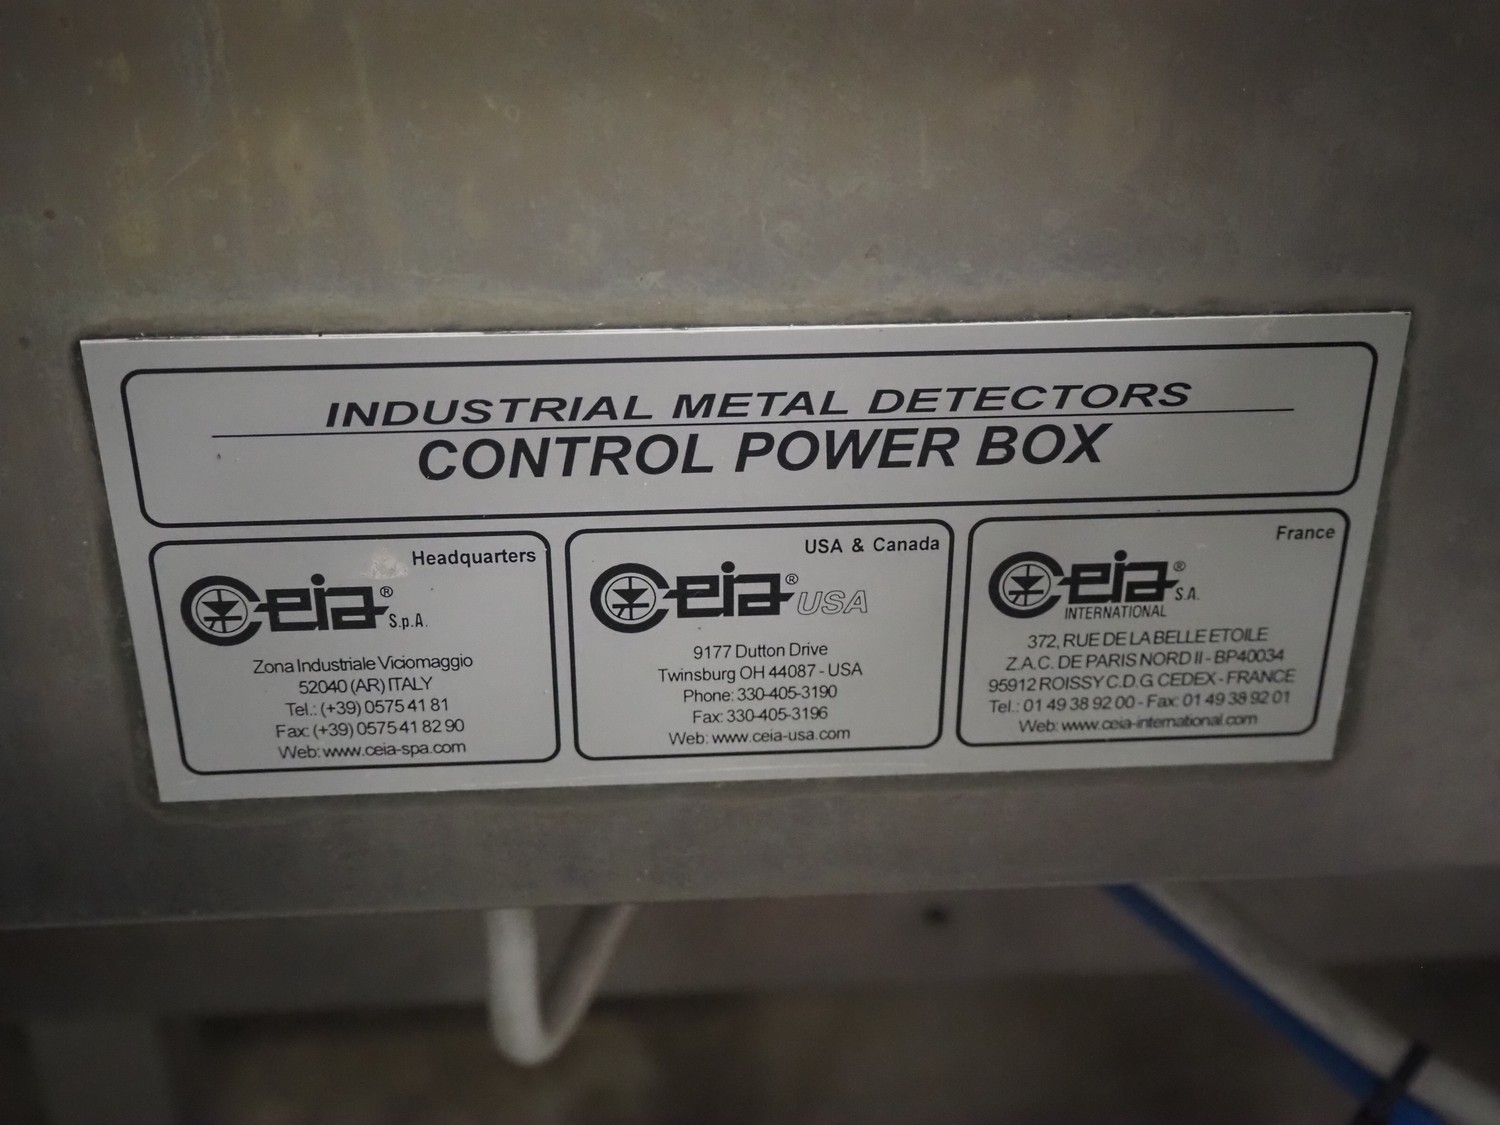 INDUSTRIAL METAL DETECTORS
CONTROL POWER BOX
Headquarters
Ceia® S.p.A.
Zona Industriale Viciomaggio
52040 (AR) ITALY
Tel.: (+39) 0575 41 81
Fax: (+39) 0575 41 82 90
Web: www.ceia-spa.com
USA & Canada
Ceia® USA
9177 Dutton Drive
Twinsburg OH 44087 - USA
Phone: 330-405-3190
Fax: 330-405-3196
Web: www.ceia-usa.com
France
Ceia® S.A.
INTERNATIONAL
372, RUE DE LA BELLE ETOILE
Z.A.C. DE PARIS NORD II - BP40034
95912 ROISSY C.D.G. CEDEX - FRANCE
Tel.: 01 49 38 92 00 - Fax: 01 49 38 92 01
Web: www.ceia-international.com